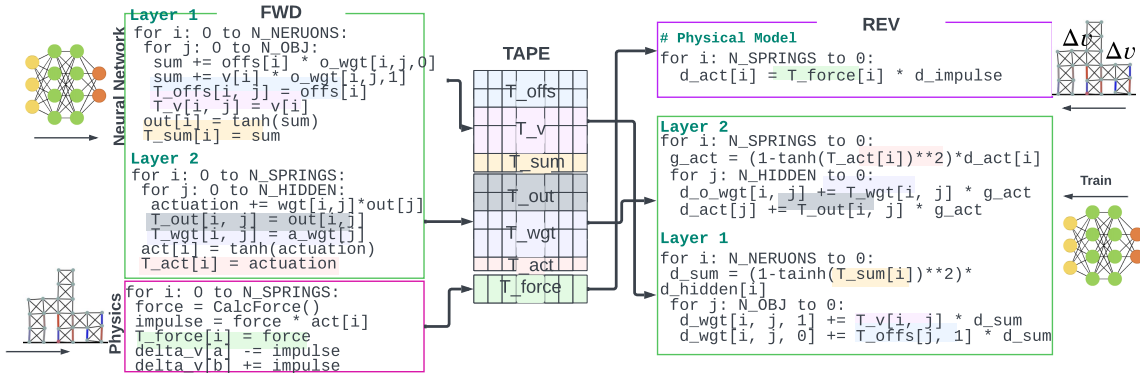 FWD
Layer 1
for i: O to N_NERUONS:
for j: O to N_OBJ:
sum += offs[i] * o_wgt[i,j,0]
sum += v[i] * o_wgt[i,j,1]
T_offs[i, j] = offs[i]
T_v[i, j] = v[i]
out[i] = tanh(sum)
T_sum[i] = sum
Layer 2
for i: O to N_SPRINGS:
for j: O to N_HIDDEN:
actuation += wgt[i,j]*out[j]
T_out[i, j] = out[i,j]
T_wgt[i, j] = a_wgt[j]
act[i] = tanh(actuation)
T_act[i] = actuation
Neural Network
for i: O to N_SPRINGS:
force = CalcForce()
impulse = force * act[i]
T_force[i] = force
delta_v[a] -= impulse
delta_v[b] += impulse
Physics
TAPE
T_offs
T_v
T_sum
T_out
T_wgt
T_act
T_force
REV
# Physical Model
for i: N_SPRINGS to 0:
d_act[i] = T_force[i] * d_impulse
Δv
Δv
Layer 2
for i: N_SPRINGS to 0:
g_act = (1-tanh(T_act[i])**2)*d_act[i]
for j: N_HIDDEN to 0:
d_o_wgt[i, j] += T_wgt[i, j] * g_act
d_act[j] += T_out[i, j] * g_act
Layer 1
for i: N_NERUONS to 0:
d_sum = (1-tainh(T_sum[i])**2)*
d_hidden[i]
for j: N_OBJ to 0:
d_wgt[i, j, 1] += T_v[i, j] * d_sum
d_wgt[i, j, 0] += T_offs[j, 1] * d_sum
Train